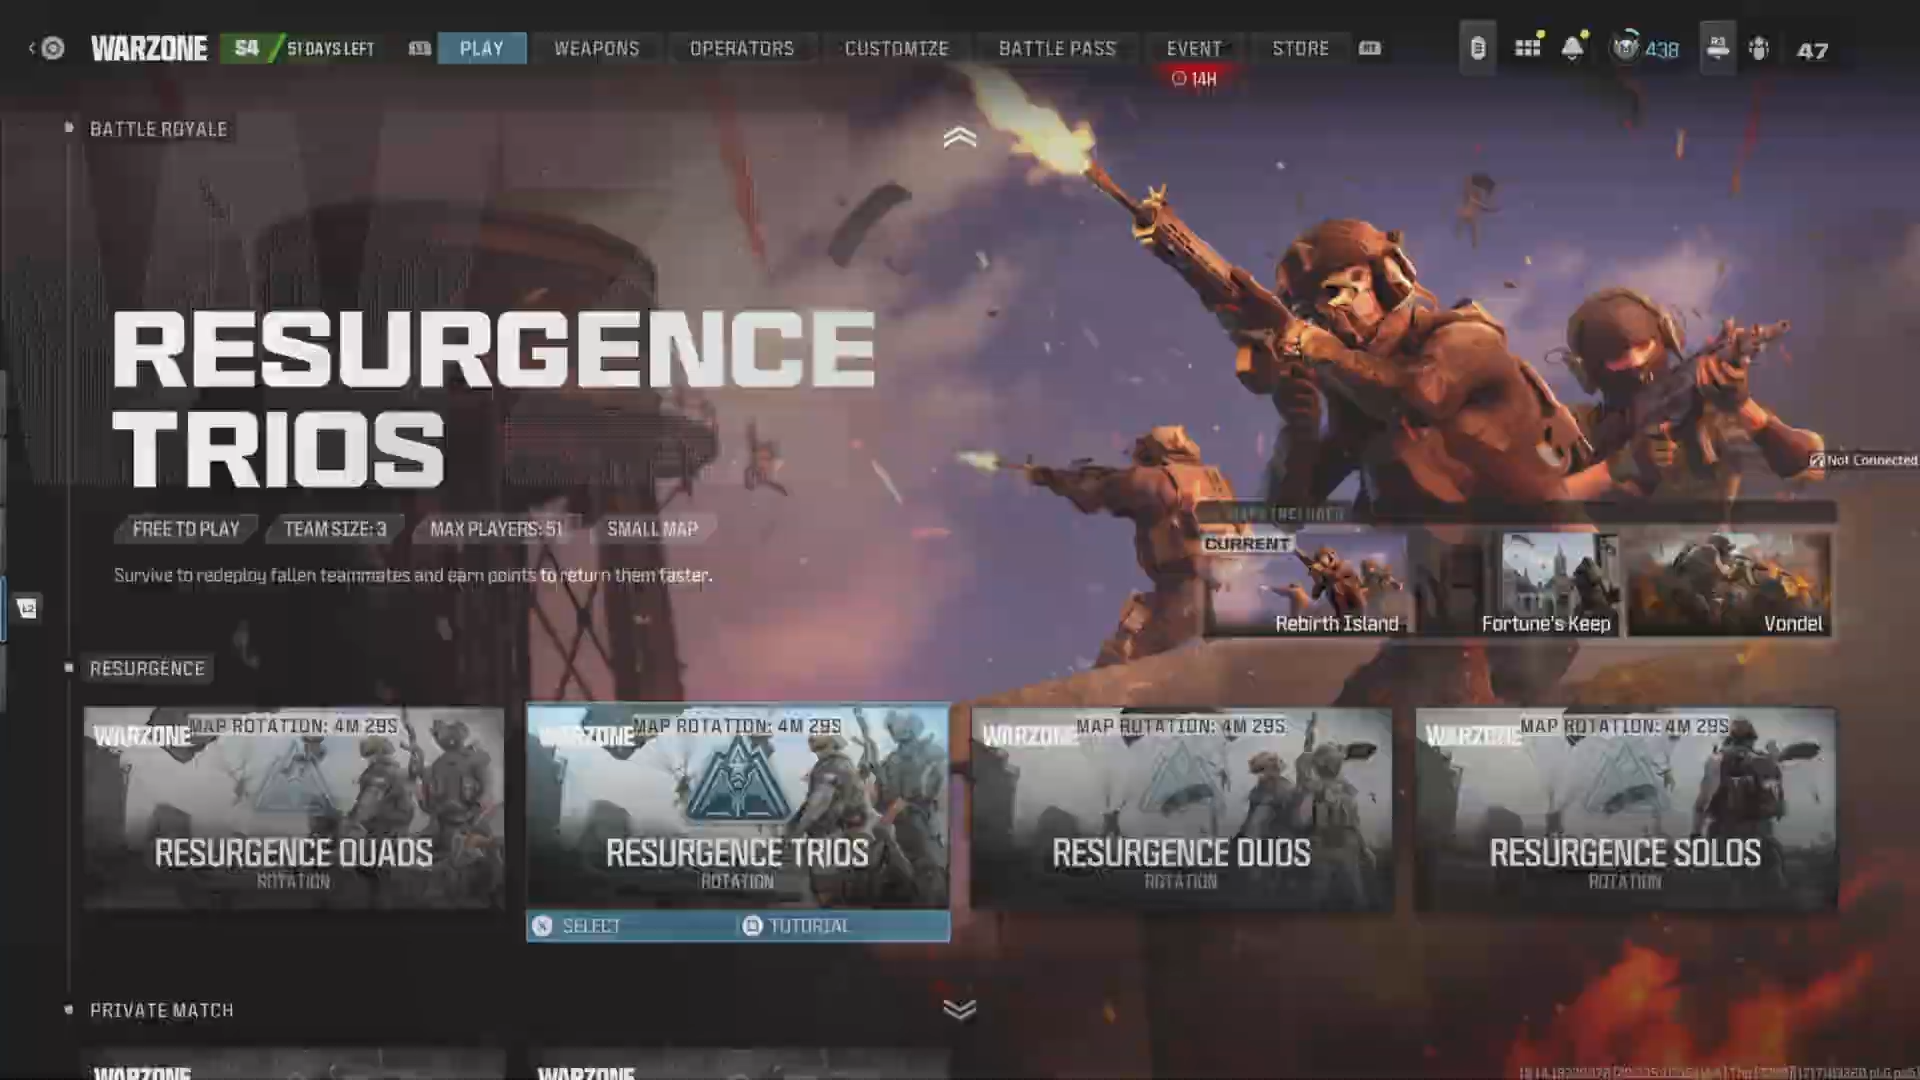 WARZONE S4 51 DAYS LEFT PLAY WEAPONS OPERATORS CUSTOMIZE BATTLE PASS EVENT STORE 438 R3 47
14H
BATTLE ROYALE
RESURGENCE
TRIOS
Not Connected
FREE TO PLAY TEAM SIZE: 3 MAX PLAYERS: 51 SMALL MAP
MAPS INCLUDED
CURRENT
Survive to redeploy fallen teammates and earn points to return them faster.
L2
Rebirth Island Fortune's Keep Vondel
RESURGENCE
WARZONE MAP ROTATION: 4M 29S WARZONE MAP ROTATION: 4M 29S WARZONE MAP ROTATION: 4M 29S WARZONE MAP ROTATION: 4M 29S
RESURGENCE QUADS RESURGENCE TRIOS RESURGENCE DUOS RESURGENCE SOLOS
ROTATION ROTATION ROTATION ROTATION
SELECT TUTORIAL
PRIVATE MATCH
WARZONE WARZONE